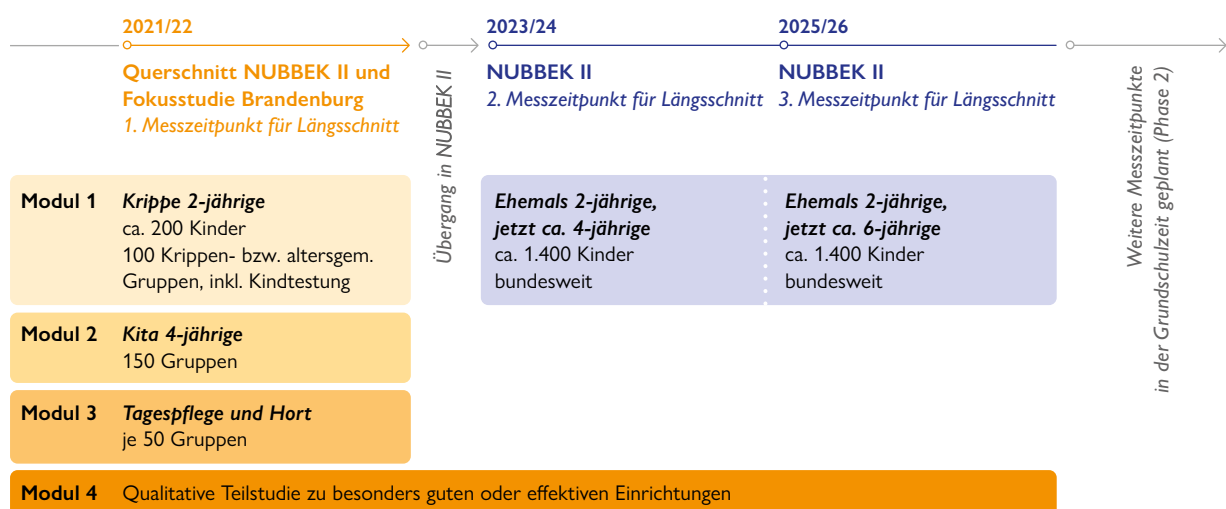 2021/22
Querschnitt NUBBEK II und
Fokusstudie Brandenburg
1. Messzeitpunkt für Längsschnitt
Übergang in NUBBEK II
2023/24
NUBBEK II
2. Messzeitpunkt für Längsschnitt
2025/26
NUBBEK II
3. Messzeitpunkt für Längsschnitt
Weitere Messzeitpunkte
in der Grundschulzeit geplant (Phase 2)
Modul 1
Krippe 2-jährige
ca. 200 Kinder
100 Krippen- bzw. altersgem.
Gruppen, inkl. Kindtestung
Ehemals 2-jährige,
jetzt ca. 4-jährige
ca. 1.400 Kinder
bundesweit
Ehemals 2-jährige,
jetzt ca. 6-jährige
ca. 1.400 Kinder
bundesweit
Modul 2
Kita 4-jährige
150 Gruppen
Modul 3
Tagespflege und Hort
je 50 Gruppen
Modul 4
Qualitative Teilstudie zu besonders guten oder effektiven Einrichtungen